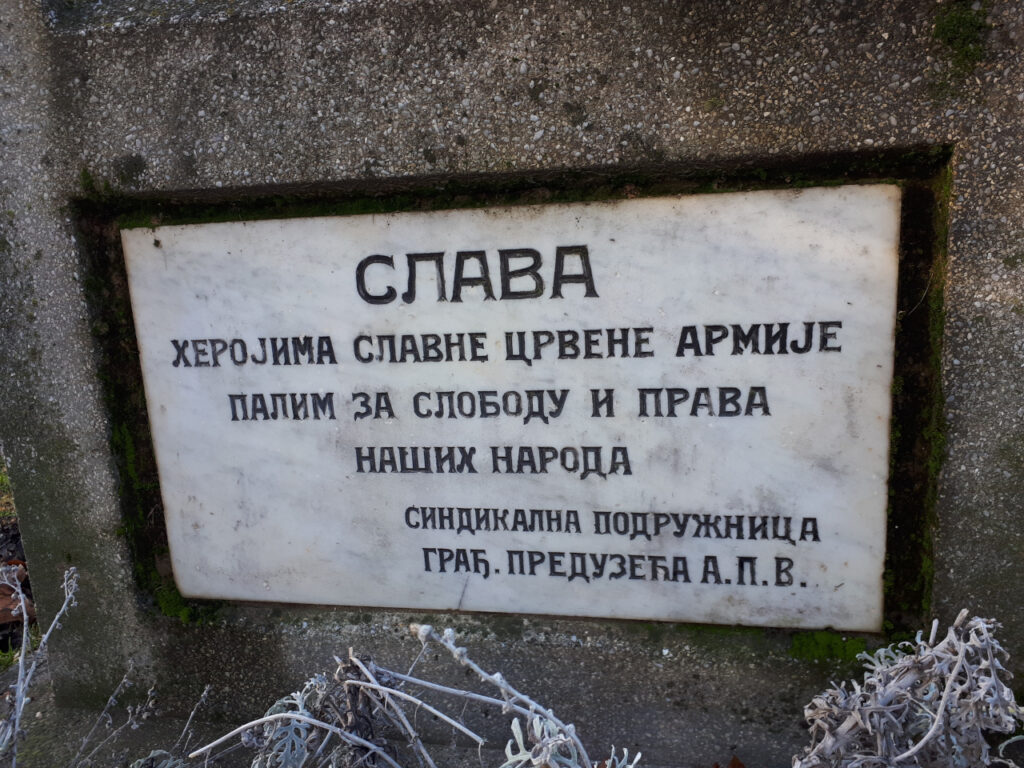 СЛАВА
ХЕРОЈИМА СЛАВНЕ ЦРВЕНЕ АРМИЈЕ
ПАЛИМ ЗА СЛОБОДУ И ПРАВА
НАШИХ НАРОДА
СИНДИКАЛНА ПОДРУЖНИЦА
ГРАЂ. ПРЕДУЗЕЋА А.П.В.